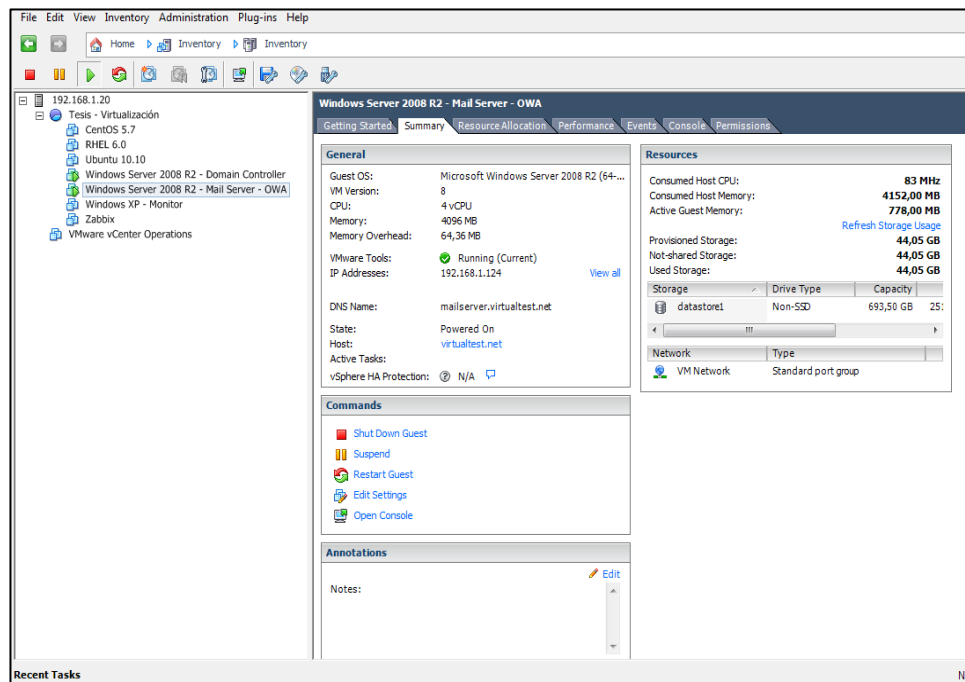 File Edit View Inventory Administration Plug-ins Help
Home Inventory Inventory
192.168.1.20
Tesis - Virtualización
CentOS 5.7
RHEL 6.0
Ubuntu 10.10
Windows Server 2008 R2 - Domain Controller
Windows Server 2008 R2 - Mail Server - OWA
Windows XP - Monitor
Zabbix
VMware vCenter Operations
Windows Server 2008 R2 - Mail Server - OWA
Getting Started Summary Resource Allocation Performance Events Console Permissions
General
Guest OS: Microsoft Windows Server 2008 R2 (64-...
VM Version: 8
CPU: 4 vCPU
Memory: 4096 MB
Memory Overhead: 64,36 MB
VMware Tools: Running (Current)
IP Addresses: 192.168.1.124 View all
DNS Name: mailserver.virtualtest.net
State: Powered On
Host: virtualtest.net
Active Tasks:
vSphere HA Protection: N/A
Commands
Shut Down Guest
Suspend
Restart Guest
Edit Settings
Open Console
Annotations
Edit
Notes:
Resources
Consumed Host CPU: 83 MHz
Consumed Host Memory: 4152,00 MB
Active Guest Memory: 778,00 MB
Refresh Storage Usage
Provisioned Storage: 44,05 GB
Not-shared Storage: 44,05 GB
Used Storage: 44,05 GB
Storage Drive Type Capacity
datastore1 Non-SSD 693,50 GB 25
Network Type
VM Network Standard port group
Recent Tasks
N